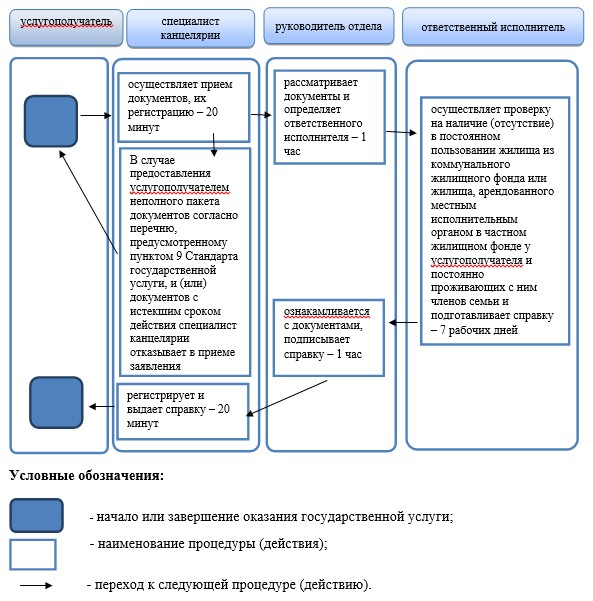 услугополучатель
специалист
канцелярии
руководитель отдела
ответственный исполнитель
осуществляет прием
документов, их
регистрацию – 20
минут
рассматривает
документы и
определяет
ответственного
исполнителя – 1
час
осуществляет проверку
на наличие (отсутствие)
в постоянном
пользовании жилища из
коммунального
жилищного фонда или
жилища, арендованного
местным
исполнительным
органом в частном
жилищном фонде у
услугополучателя и
постоянно
проживающих с ним
членов семьи и
подготавливает справку
– 7 рабочих дней
В случае
предоставления
услугополучателем
неполного пакета
документов согласно
перечню,
предусмотренному
пунктом 9 Стандарта
государственной
услуги, и (или)
документов с
истекшим сроком
действия специалист
канцелярии
отказывает в приеме
заявления
ознакамливается
с документами,
подписывает
справку – 1 час
регистрирует и
выдает справку – 20
минут
Условные обозначения:
- начало или завершение оказания государственной услуги;
- наименование процедуры (действия);
- переход к следующей процедуре (действию).